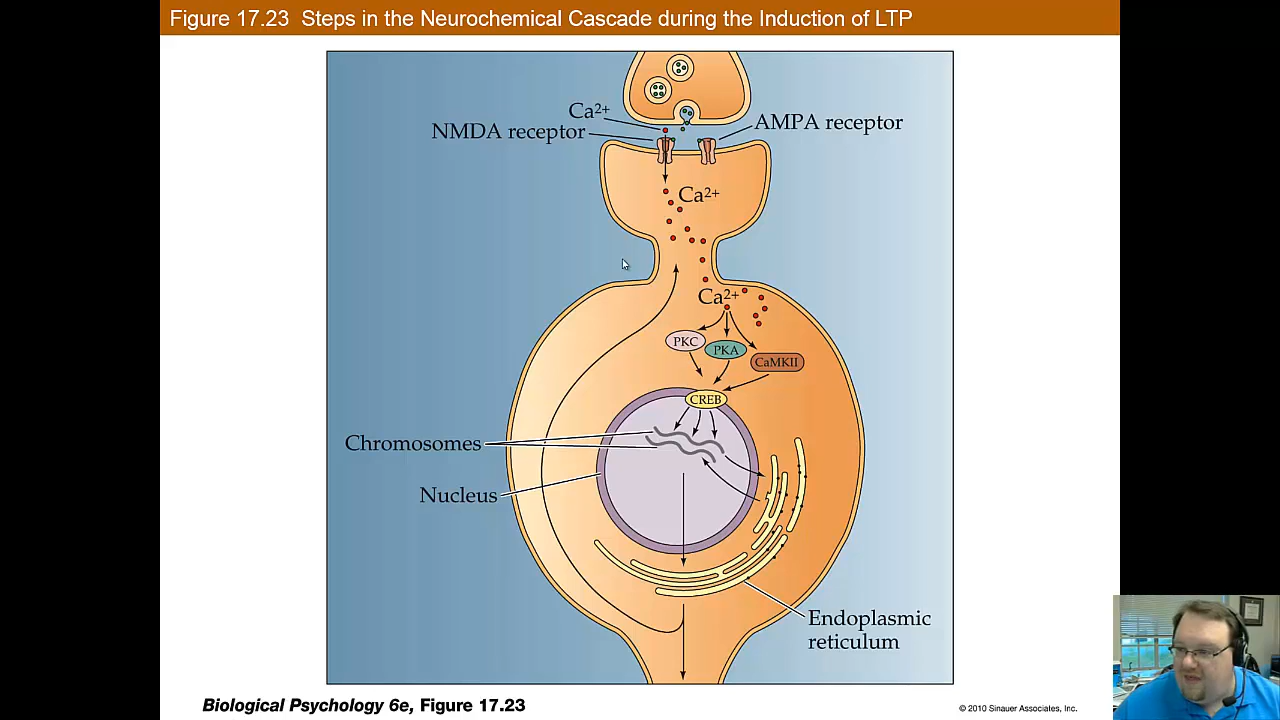 Figure 17.23  Steps in the Neurochemical Cascade during the Induction of LTP
Ca2+
NMDA receptor
AMPA receptor
Ca2+
Ca2+
PKC
PKA
CaMKII
CREB
Chromosomes
Nucleus
Endoplasmic
reticulum
Biological Psychology 6e, Figure 17.23
© 2010 Sinauer Associates, Inc.